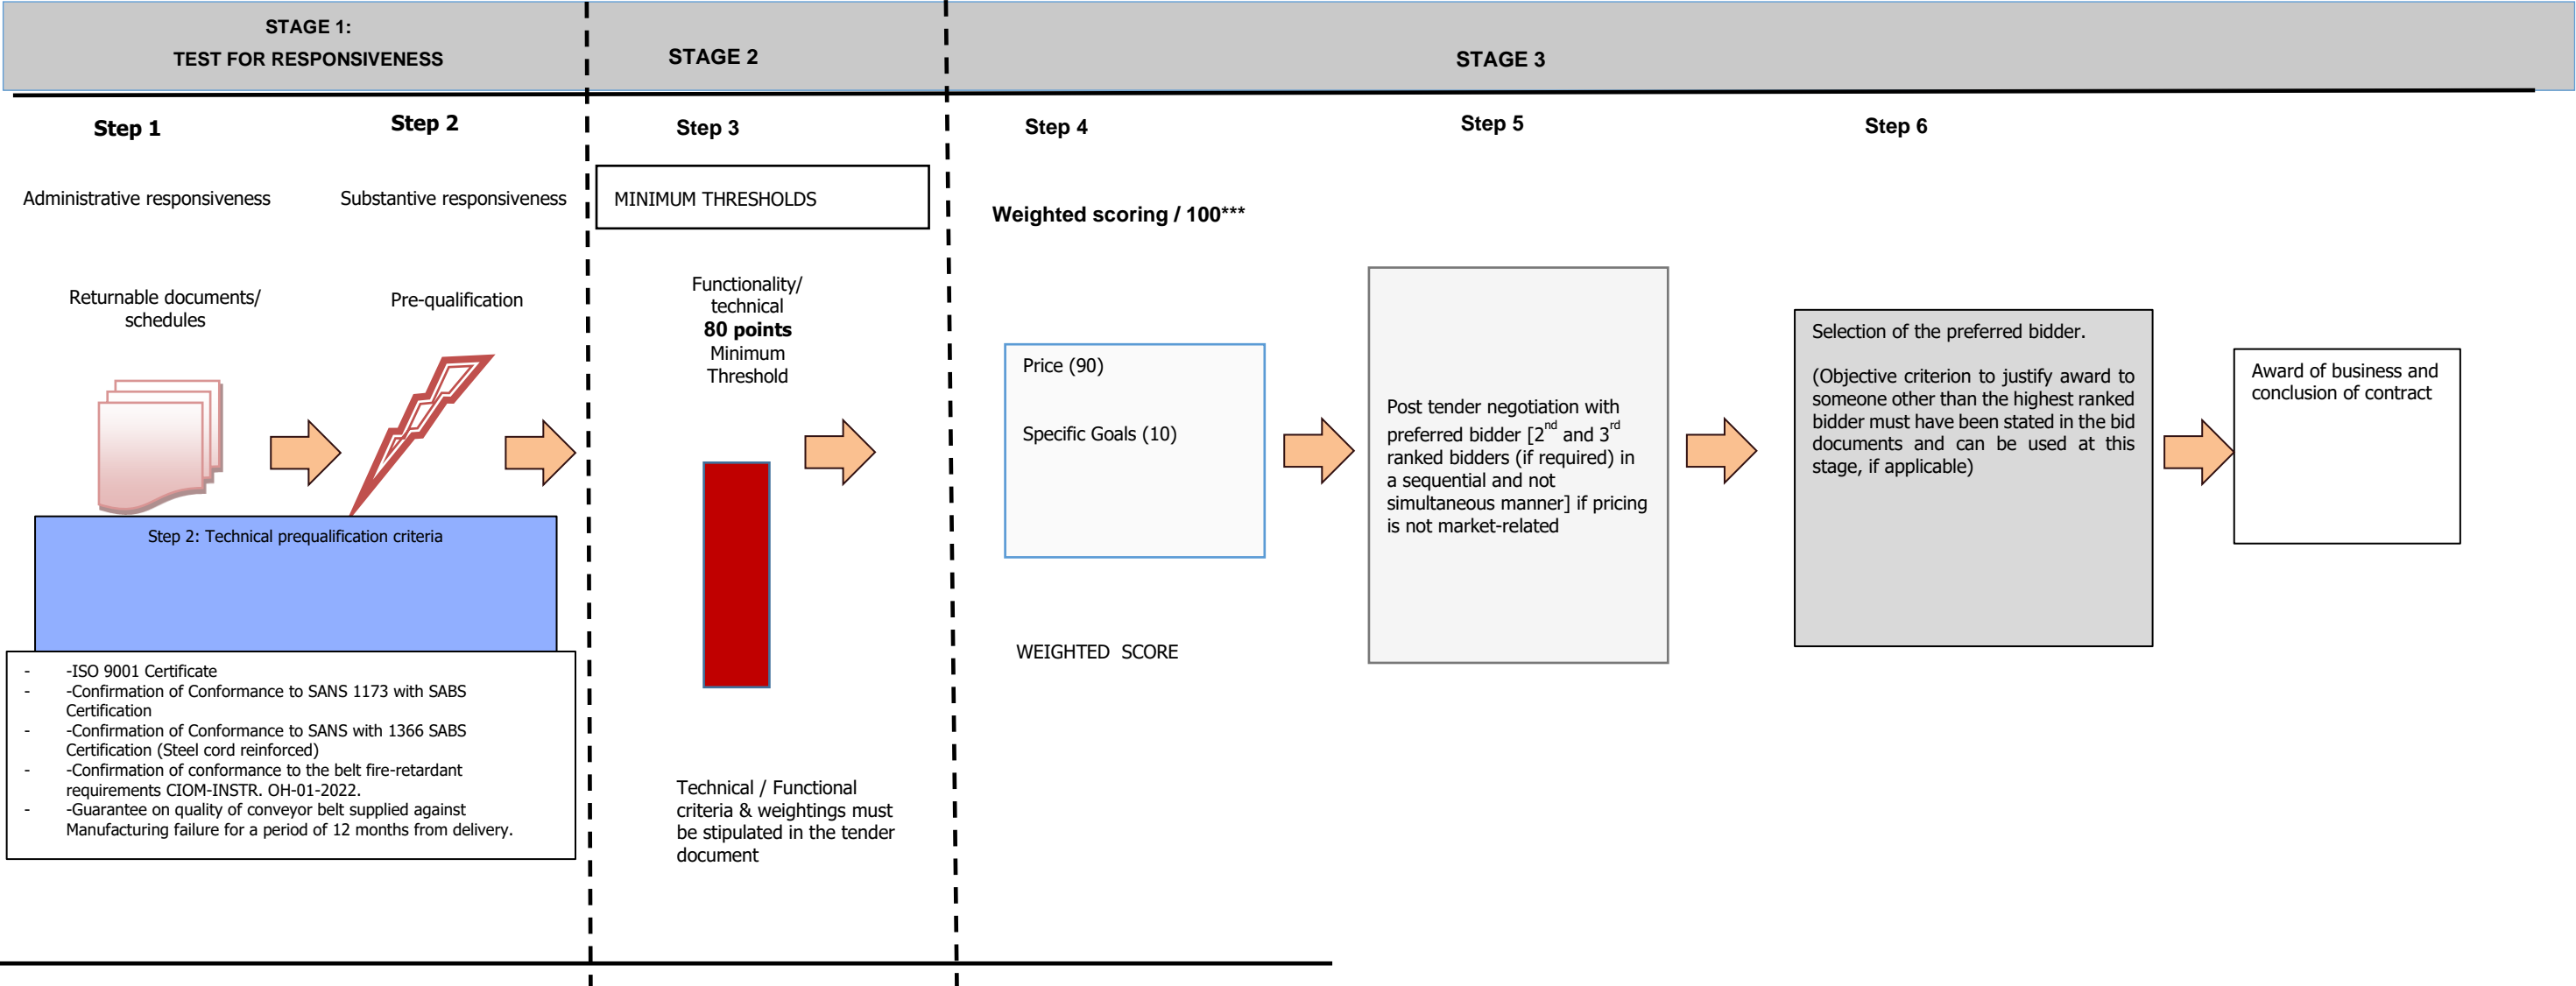 STAGE 1:
TEST FOR RESPONSIVENESS
STAGE 2
STAGE 3
Step 1
Step 2
Step 3
Step 4
Step 5
Step 6
Administrative responsiveness
Substantive responsiveness
MINIMUM THRESHOLDS
Weighted scoring / 100***
Returnable documents/
schedules
Pre-qualification
Functionality/
technical
80 points
Minimum
Threshold
Price (90)
Specific Goals (10)
Post tender negotiation with
preferred bidder [2nd and 3rd
ranked bidders (if required) in
a sequential and not
simultaneous manner] if pricing
is not market-related
Selection of the preferred bidder.
(Objective criterion to justify award to
someone other than the highest ranked
bidder must have been stated in the bid
documents and can be used at this
stage, if applicable)
Award of business and
conclusion of contract
Step 2: Technical prequalification criteria
- -ISO 9001 Certificate
- -Confirmation of Conformance to SANS 1173 with SABS
Certification
- -Confirmation of Conformance to SANS with 1366 SABS
Certification (Steel cord reinforced)
- -Confirmation of conformance to the belt fire-retardant
requirements CIOM-INSTR. OH-01-2022.
- -Guarantee on quality of conveyor belt supplied against
Manufacturing failure for a period of 12 months from delivery.
WEIGHTED SCORE
Technical / Functional
criteria & weightings must
be stipulated in the tender
document